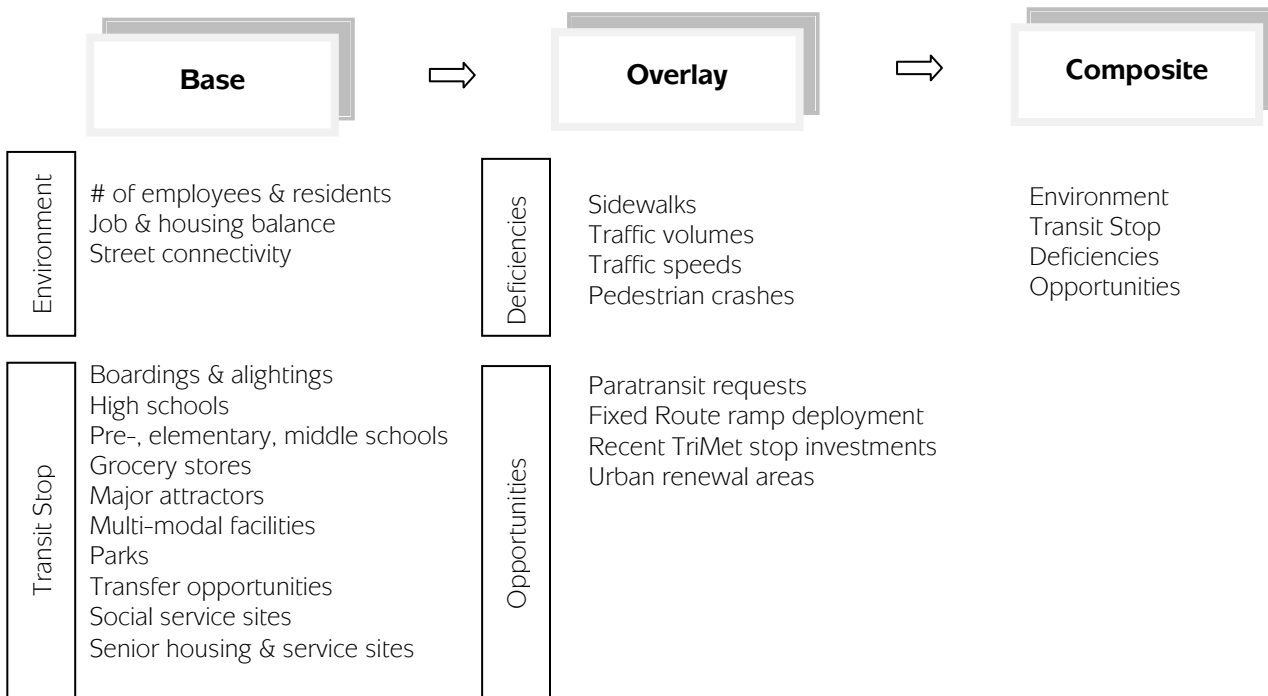 Base
Overlay
Composite
Environment
# of employees & residents
Job & housing balance
Street connectivity
Transit Stop
Boardings & alightings
High schools
Pre-, elementary, middle schools
Grocery stores
Major attractors
Multi-modal facilities
Parks
Transfer opportunities
Social service sites
Senior housing & service sites
Deficiencies
Sidewalks
Traffic volumes
Traffic speeds
Pedestrian crashes
Opportunities
Paratransit requests
Fixed Route ramp deployment
Recent TriMet stop investments
Urban renewal areas
Environment
Transit Stop
Deficiencies
Opportunities